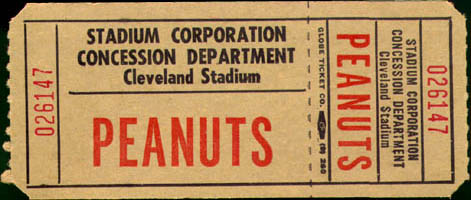 026147
STADIUM CORPORATION
CONCESSION DEPARTMENT
Cleveland Stadium
PEANUTS
GLOBE TICKET CO.
PEANUTS
STADIUM CORPORATION
CONCESSION DEPARTMENT
Cleveland Stadium
026147